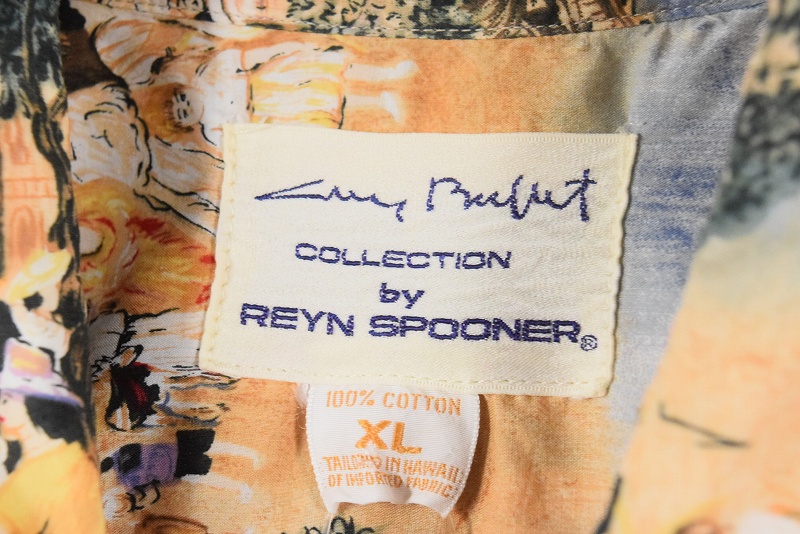 Guy Buffet
COLLECTION
by
REYN SPOONER®
100% COTTON
XL
TAILORED IN HAWAII
OF IMPORTED FABRIC